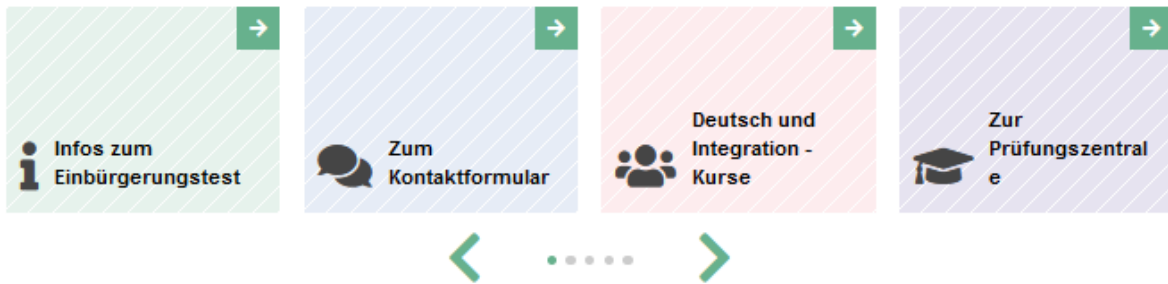 Infos zum
Einbürgerungstest
Zum
Kontaktformular
Deutsch und
Integration -
Kurse
Zur
Prüfungszentral
e